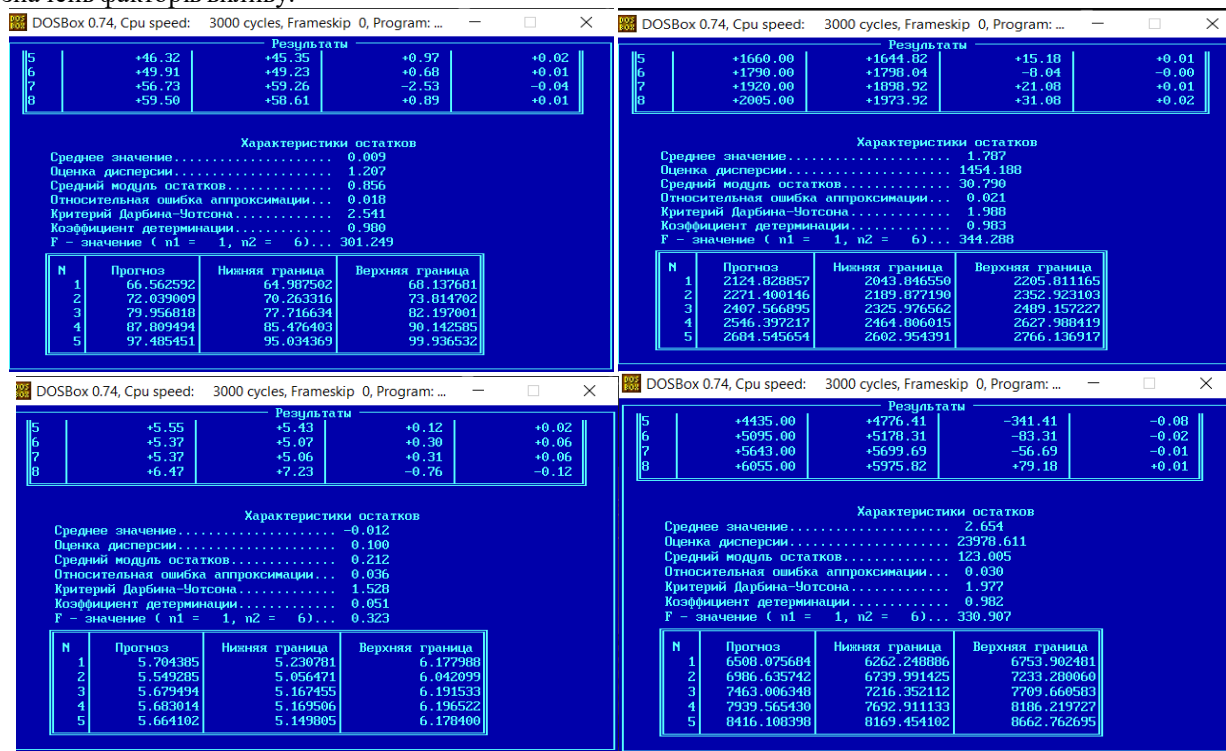 значень факторів впливу.
DOSBox 0.74, Cpu speed: 3000 cycles, Frameskip 0, Program: ...
Результаты
5 +46.32 +45.35 +0.97 +0.02
6 +49.91 +49.23 +0.68 +0.01
7 +56.73 +59.26 -2.53 -0.04
8 +59.50 +58.61 +0.89 +0.01
Характеристики остатков
Среднее значение..................... 0.009
Оценка дисперсии..................... 1.207
Средний модуль остатков.............. 0.856
Относительная ошибка аппроксимации... 0.018
Критерий Дарбина-Уотсона............. 2.541
Коэффициент детерминации............. 0.980
F - значение ( n1 = 1, n2 = 6)... 301.249
N Прогноз Нижняя граница Верхняя граница
1 66.562592 64.987502 68.137681
2 72.039009 70.263316 73.814702
3 79.956818 77.716634 82.197001
4 87.809494 85.476403 90.142585
5 97.485451 95.034369 99.936532
DOSBox 0.74, Cpu speed: 3000 cycles, Frameskip 0, Program: ...
Результаты
5 +1660.00 +1644.82 +15.18 +0.01
6 +1790.00 +1798.04 -8.04 -0.00
7 +1920.00 +1898.92 +21.08 +0.01
8 +2005.00 +1973.92 +31.08 +0.02
Характеристики остатков
Среднее значение..................... 1.787
Оценка дисперсии..................... 1454.188
Средний модуль остатков.............. 30.790
Относительная ошибка аппроксимации... 0.021
Критерий Дарбина-Уотсона............. 1.988
Коэффициент детерминации............. 0.983
F - значение ( n1 = 1, n2 = 6)... 344.288
N Прогноз Нижняя граница Верхняя граница
1 2124.828857 2043.846550 2205.811165
2 2271.400146 2189.877190 2352.923103
3 2407.566895 2325.976562 2489.157227
4 2546.397217 2464.806015 2627.988419
5 2684.545654 2602.954391 2766.136917
DOSBox 0.74, Cpu speed: 3000 cycles, Frameskip 0, Program: ...
Результаты
5 +5.55 +5.43 +0.12 +0.02
6 +5.37 +5.07 +0.30 +0.06
7 +5.37 +5.06 +0.31 +0.06
8 +6.47 +7.23 -0.76 -0.12
Характеристики остатков
Среднее значение..................... -0.012
Оценка дисперсии..................... 0.100
Средний модуль остатков.............. 0.212
Относительная ошибка аппроксимации... 0.036
Критерий Дарбина-Уотсона............. 1.528
Коэффициент детерминации............. 0.051
F - значение ( n1 = 1, n2 = 6)... 0.323
N Прогноз Нижняя граница Верхняя граница
1 5.704385 5.230781 6.177988
2 5.549285 5.056471 6.042099
3 5.679494 5.167455 6.191533
4 5.683014 5.169506 6.196522
5 5.664102 5.149805 6.178400
DOSBox 0.74, Cpu speed: 3000 cycles, Frameskip 0, Program: ...
Результаты
5 +4435.00 +4776.41 -341.41 -0.08
6 +5095.00 +5178.31 -83.31 -0.02
7 +5643.00 +5699.69 -56.69 -0.01
8 +6055.00 +5975.82 +79.18 +0.01
Характеристики остатков
Среднее значение..................... 2.654
Оценка дисперсии..................... 23978.611
Средний модуль остатков.............. 123.005
Относительная ошибка аппроксимации... 0.030
Критерий Дарбина-Уотсона............. 1.977
Коэффициент детерминации............. 0.982
F - значение ( n1 = 1, n2 = 6)... 330.907
N Прогноз Нижняя граница Верхняя граница
1 6508.075684 6262.248886 6753.902481
2 6986.635742 6739.991425 7233.280060
3 7463.006348 7216.352112 7709.660583
4 7939.565430 7692.911133 8186.219727
5 8416.108398 8169.454102 8662.762695